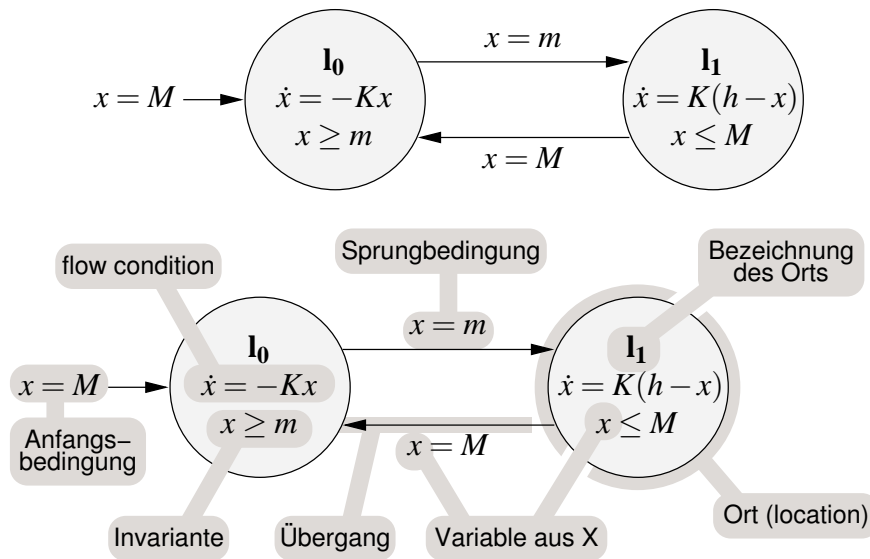 x = m
l₀
l₁
x = M
ẋ = −Kx
ẋ = K(h − x)
x ≥ m
x ≤ M
x = M
Sprungbedingung
Bezeichnung
des Orts
flow condition
x = m
l₀
l₁
x = M
ẋ = −Kx
ẋ = K(h − x)
x ≥ m
x ≤ M
x = M
Anfangs–
bedingung
Invariante
Übergang
Variable aus X
Ort (location)